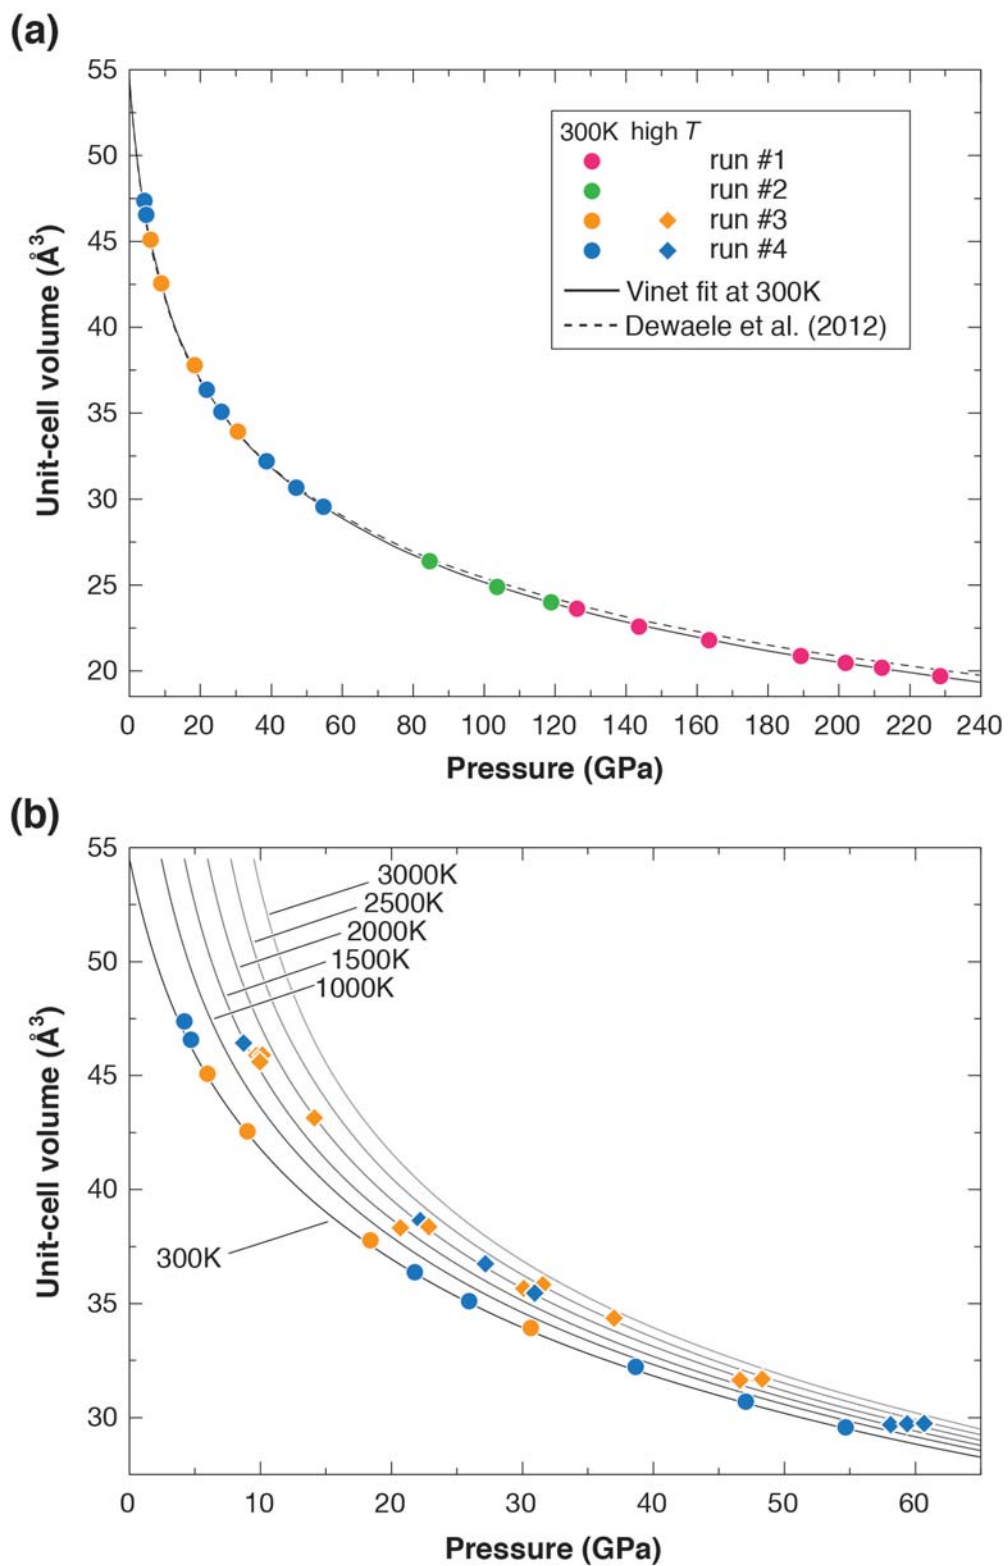 (a)
55
50
45
40
35
30
25
20
Unit-cell volume (Å³)
300K high T
run #1
run #2
run #3
run #4
Vinet fit at 300K
Dewaele et al. (2012)
0 20 40 60 80 100 120 140 160 180 200 220 240
Pressure (GPa)
(b)
55
50
45
40
35
30
Unit-cell volume (Å³)
3000K
2500K
2000K
1500K
1000K
300K
0 10 20 30 40 50 60
Pressure (GPa)